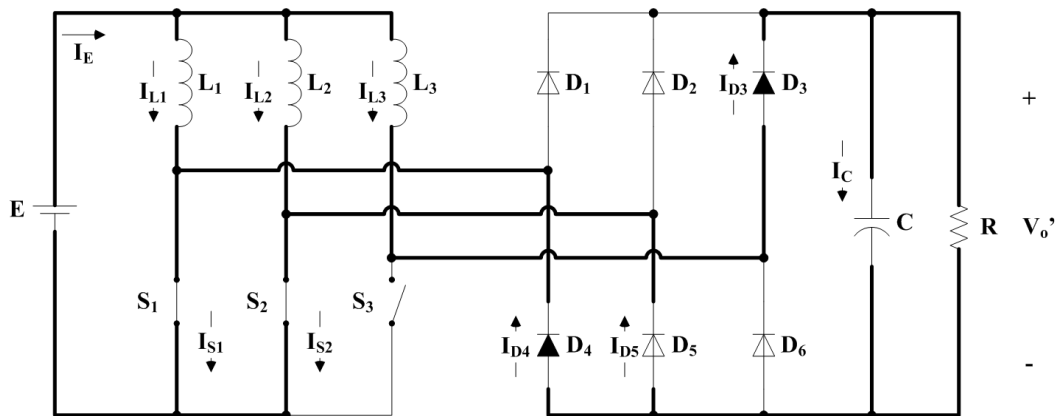 I_E
I_L1 L_1 I_L2 L_2 I_L3 L_3 D_1 D_2 I_D3 D_3 +
E I_C C R V_o’
S_1 S_2 S_3
I_S1 I_S2 I_D4 D_4 I_D5 D_5 D_6 -